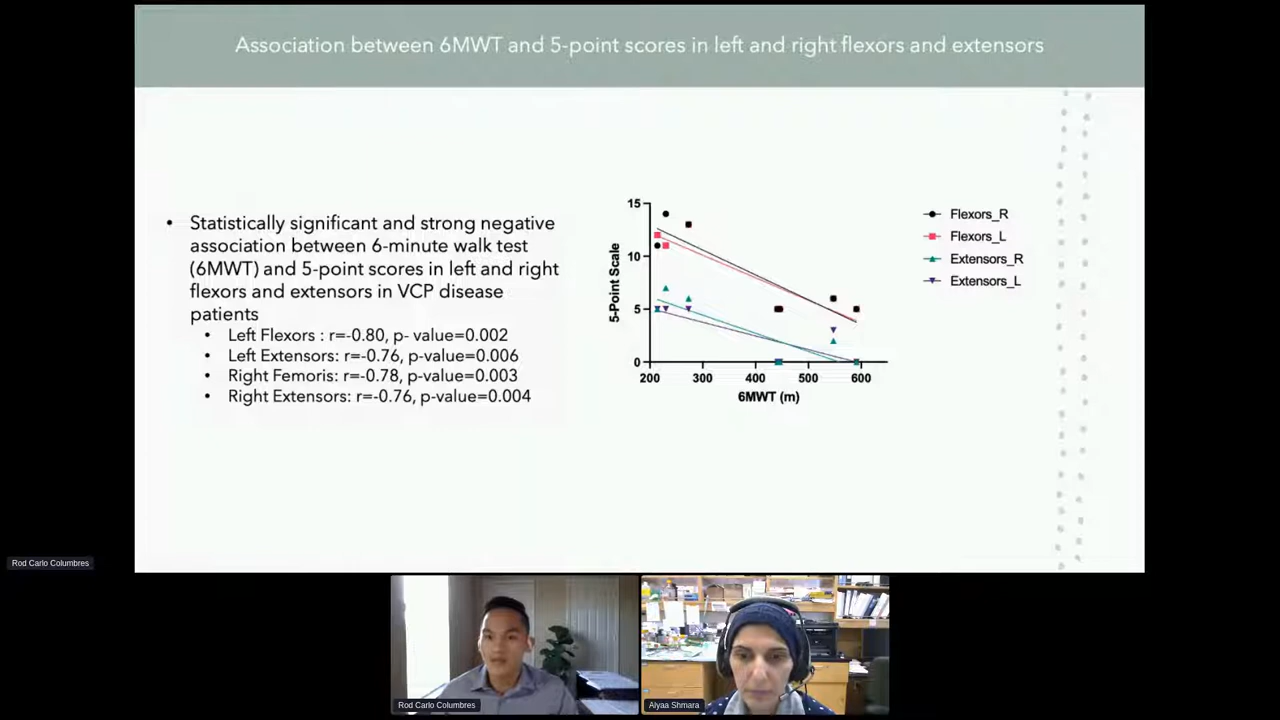 Association between 6MWT and 5-point scores in left and right flexors and extensors
• Statistically significant and strong negative
association between 6-minute walk test
(6MWT) and 5-point scores in left and right
flexors and extensors in VCP disease
patients
• Left Flexors : r=-0.80, p- value=0.002
• Left Extensors: r=-0.76, p-value=0.006
• Right Femoris: r=-0.78, p-value=0.003
• Right Extensors: r=-0.76, p-value=0.004
5-Point Scale
15
10
5
0
200 300 400 500 600
6MWT (m)
Flexors_R
Flexors_L
Extensors_R
Extensors_L
Rod Carlo Columbres
Rod Carlo Columbres
Alyaa Shmara